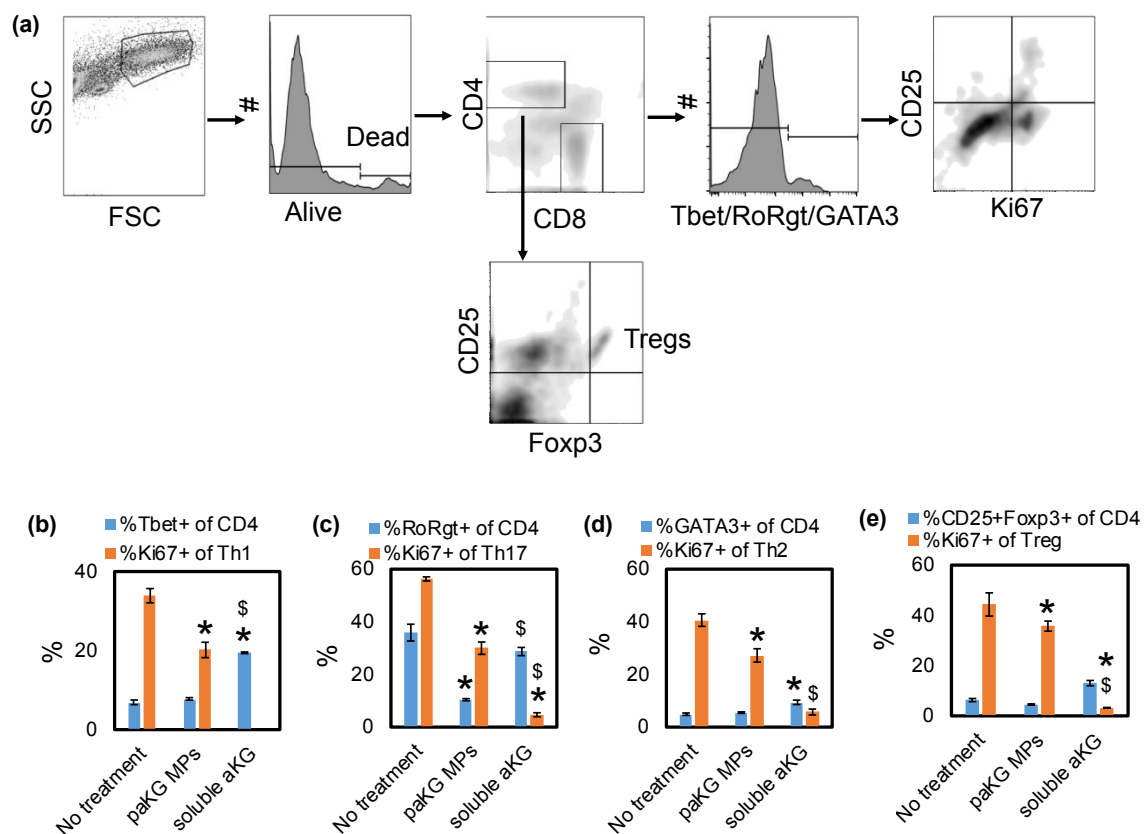 (a)
SSC
FSC
#
Dead
Alive
CD4
CD8
#
Tbet/RoRgt/GATA3
CD25
Ki67
CD25
Tregs
Foxp3
(b)
%Tbet+ of CD4
%Ki67+ of Th1
40
20
0
%
*
$
*
No treatment
paKG MPs
soluble aKG
(c)
%RoRgt+ of CD4
%Ki67+ of Th17
60
40
20
0
%
*
*
$
$
*
No treatment
paKG MPs
soluble aKG
(d)
%GATA3+ of CD4
%Ki67+ of Th2
60
40
20
0
%
*
*
$
No treatment
paKG MPs
soluble aKG
(e)
%CD25+Foxp3+ of CD4
%Ki67+ of Treg
60
40
20
0
%
*
*
$
No treatment
paKG MPs
soluble aKG